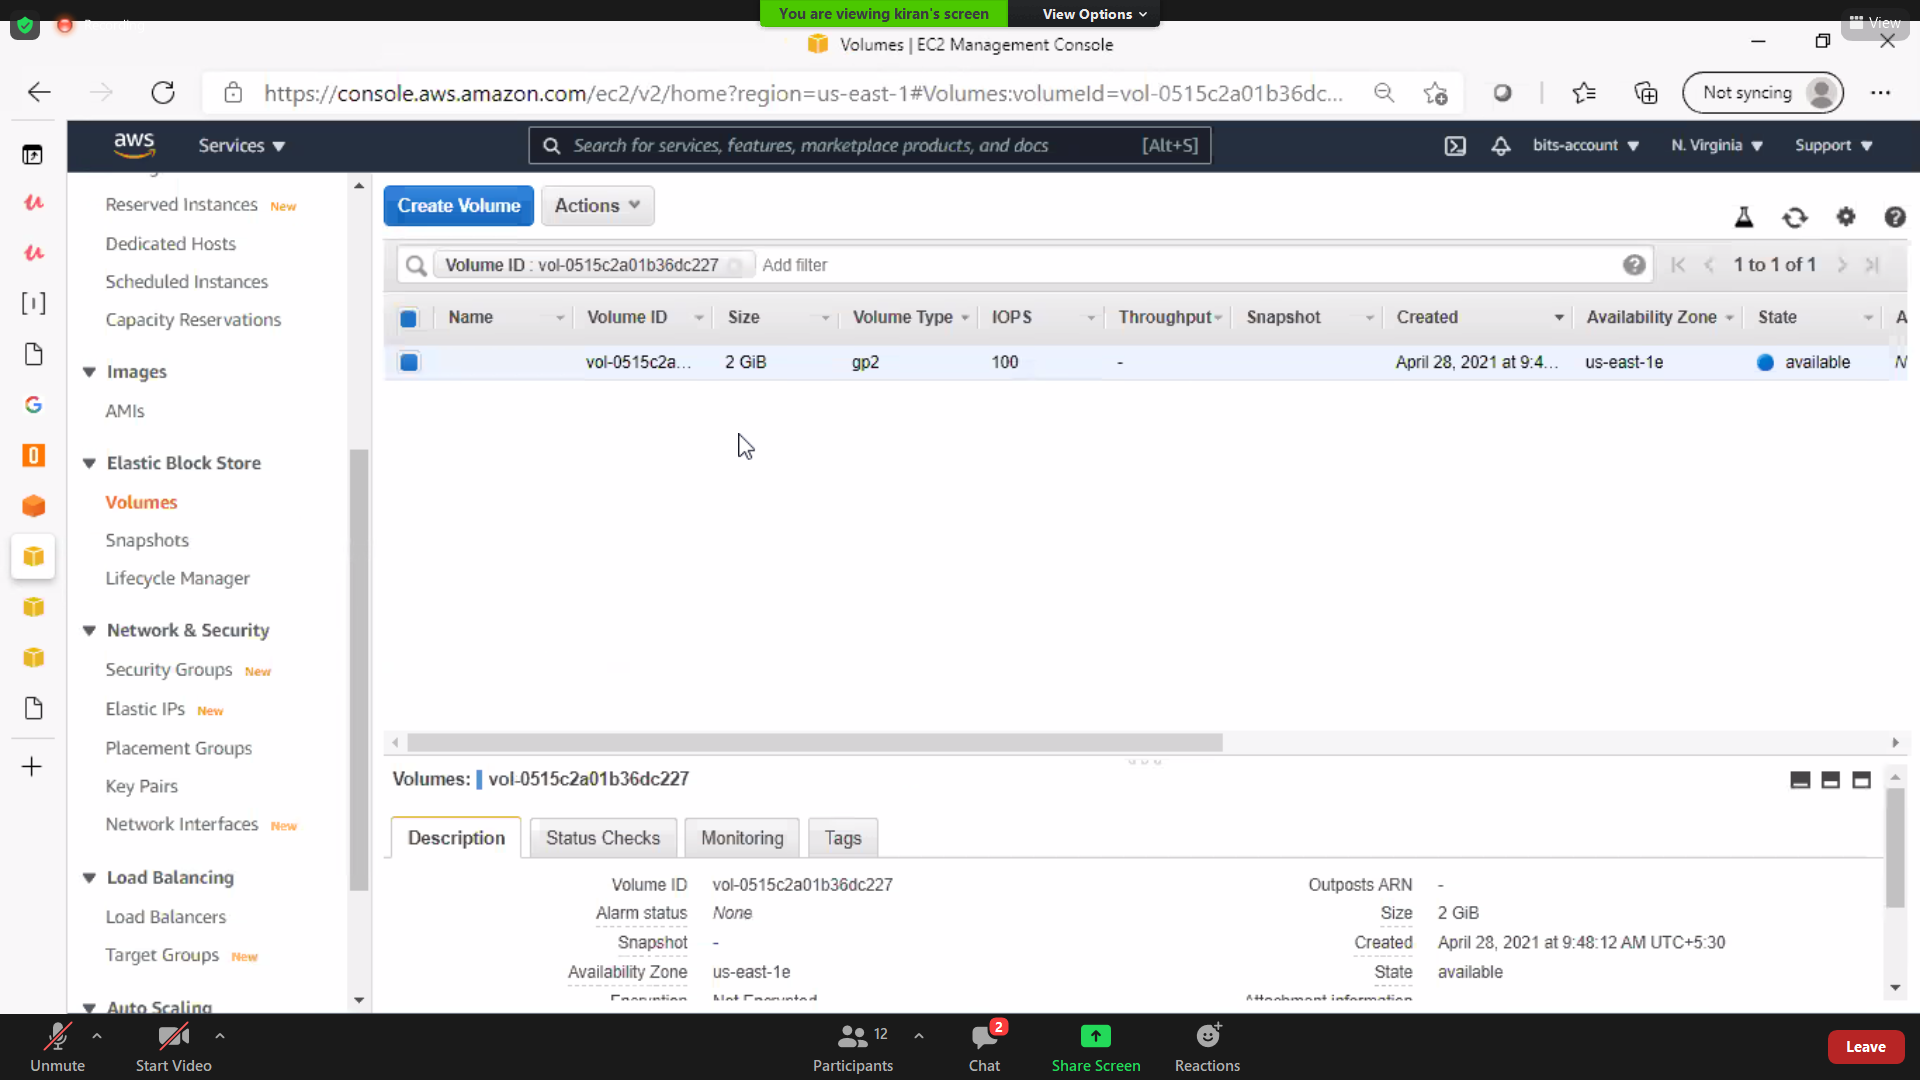 You are viewing kiran's screen
View Options
View
Volumes | EC2 Management Console
https://console.aws.amazon.com/ec2/v2/home?region=us-east-1#Volumes:volumeId=vol-0515c2a01b36dc...
Not syncing
aws
Services
Search for services, features, marketplace products, and docs
[Alt+S]
bits-account
N. Virginia
Support
Reserved Instances New
Dedicated Hosts
Scheduled Instances
Capacity Reservations
Images
AMIs
Elastic Block Store
Volumes
Snapshots
Lifecycle Manager
Network & Security
Security Groups New
Elastic IPs New
Placement Groups
Key Pairs
Network Interfaces New
Load Balancing
Load Balancers
Target Groups New
Auto Scaling
Create Volume
Actions
Volume ID : vol-0515c2a01b36dc227
Add filter
1 to 1 of 1
Name Volume ID Size Volume Type IOPS Throughput Snapshot Created Availability Zone State A
vol-0515c2a... 2 GiB gp2 100 - April 28, 2021 at 9:4... us-east-1e available N
Volumes: vol-0515c2a01b36dc227
Description
Status Checks
Monitoring
Tags
Volume ID vol-0515c2a01b36dc227
Alarm status None
Snapshot -
Availability Zone us-east-1e
Encryption Not Encrypted
Outposts ARN -
Size 2 GiB
Created April 28, 2021 at 9:48:12 AM UTC+5:30
State available
Attachment information
Unmute
Start Video
Participants 12
Chat 2
Share Screen
Reactions
Leave